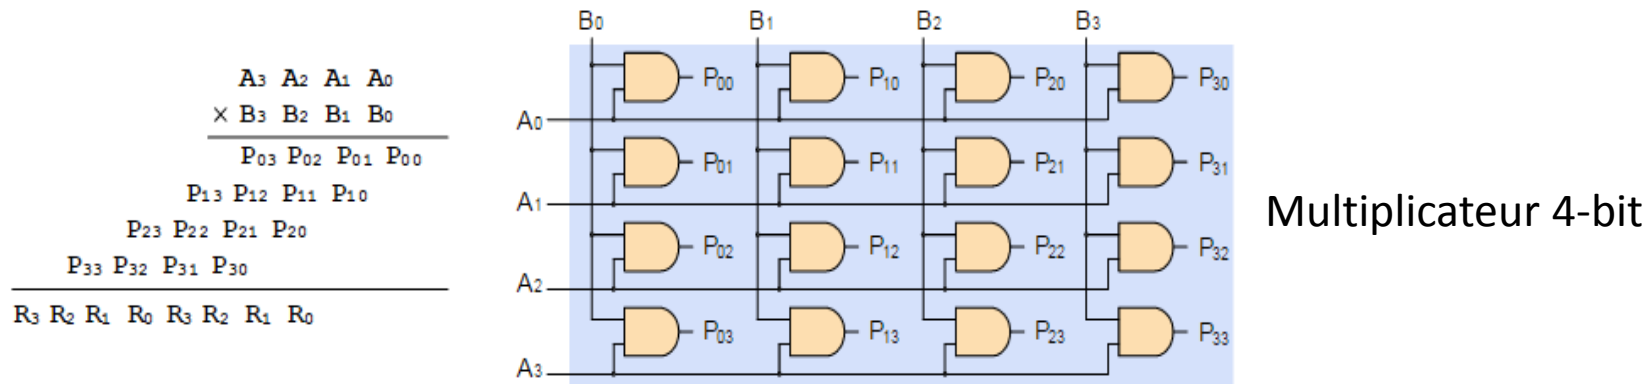 A3 A2 A1 A0
× B3 B2 B1 B0
P03 P02 P01 P00
P13 P12 P11 P10
P23 P22 P21 P20
P33 P32 P31 P30
R3 R2 R1 R0 R3 R2 R1 R0
B0 B1 B2 B3
P00 P10 P20 P30
A0
P01 P11 P21 P31
A1
P02 P12 P22 P32
A2
P03 P13 P23 P33
A3
Multiplicateur 4-bit